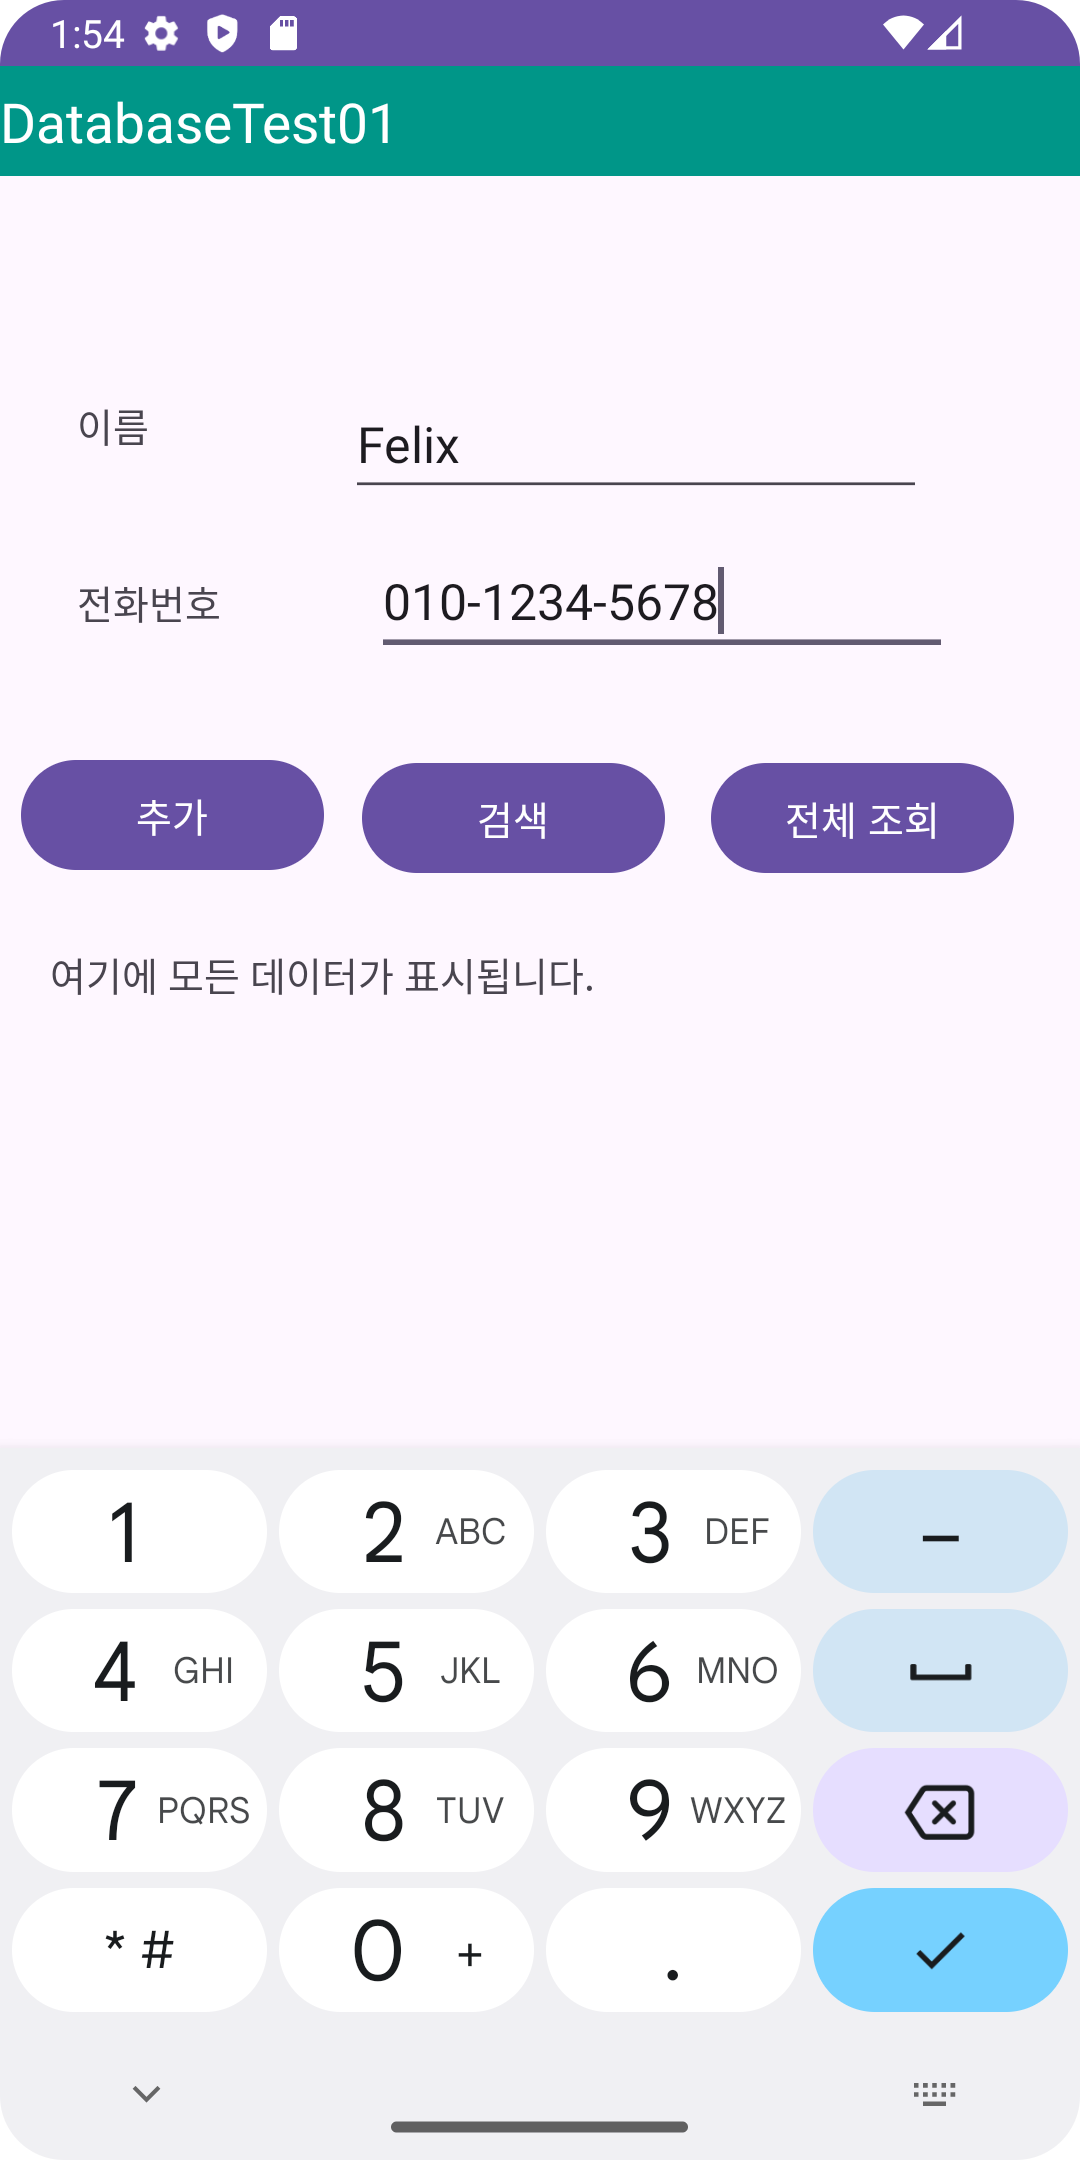 1:54
DatabaseTest01
이름
Felix
전화번호
010-1234-5678
추가 검색 전체 조회
여기에 모든 데이터가 표시됩니다.
1 2 ABC 3 DEF –
4 GHI 5 JKL 6 MNO
7 PQRS 8 TUV 9 WXYZ
* # 0 + .